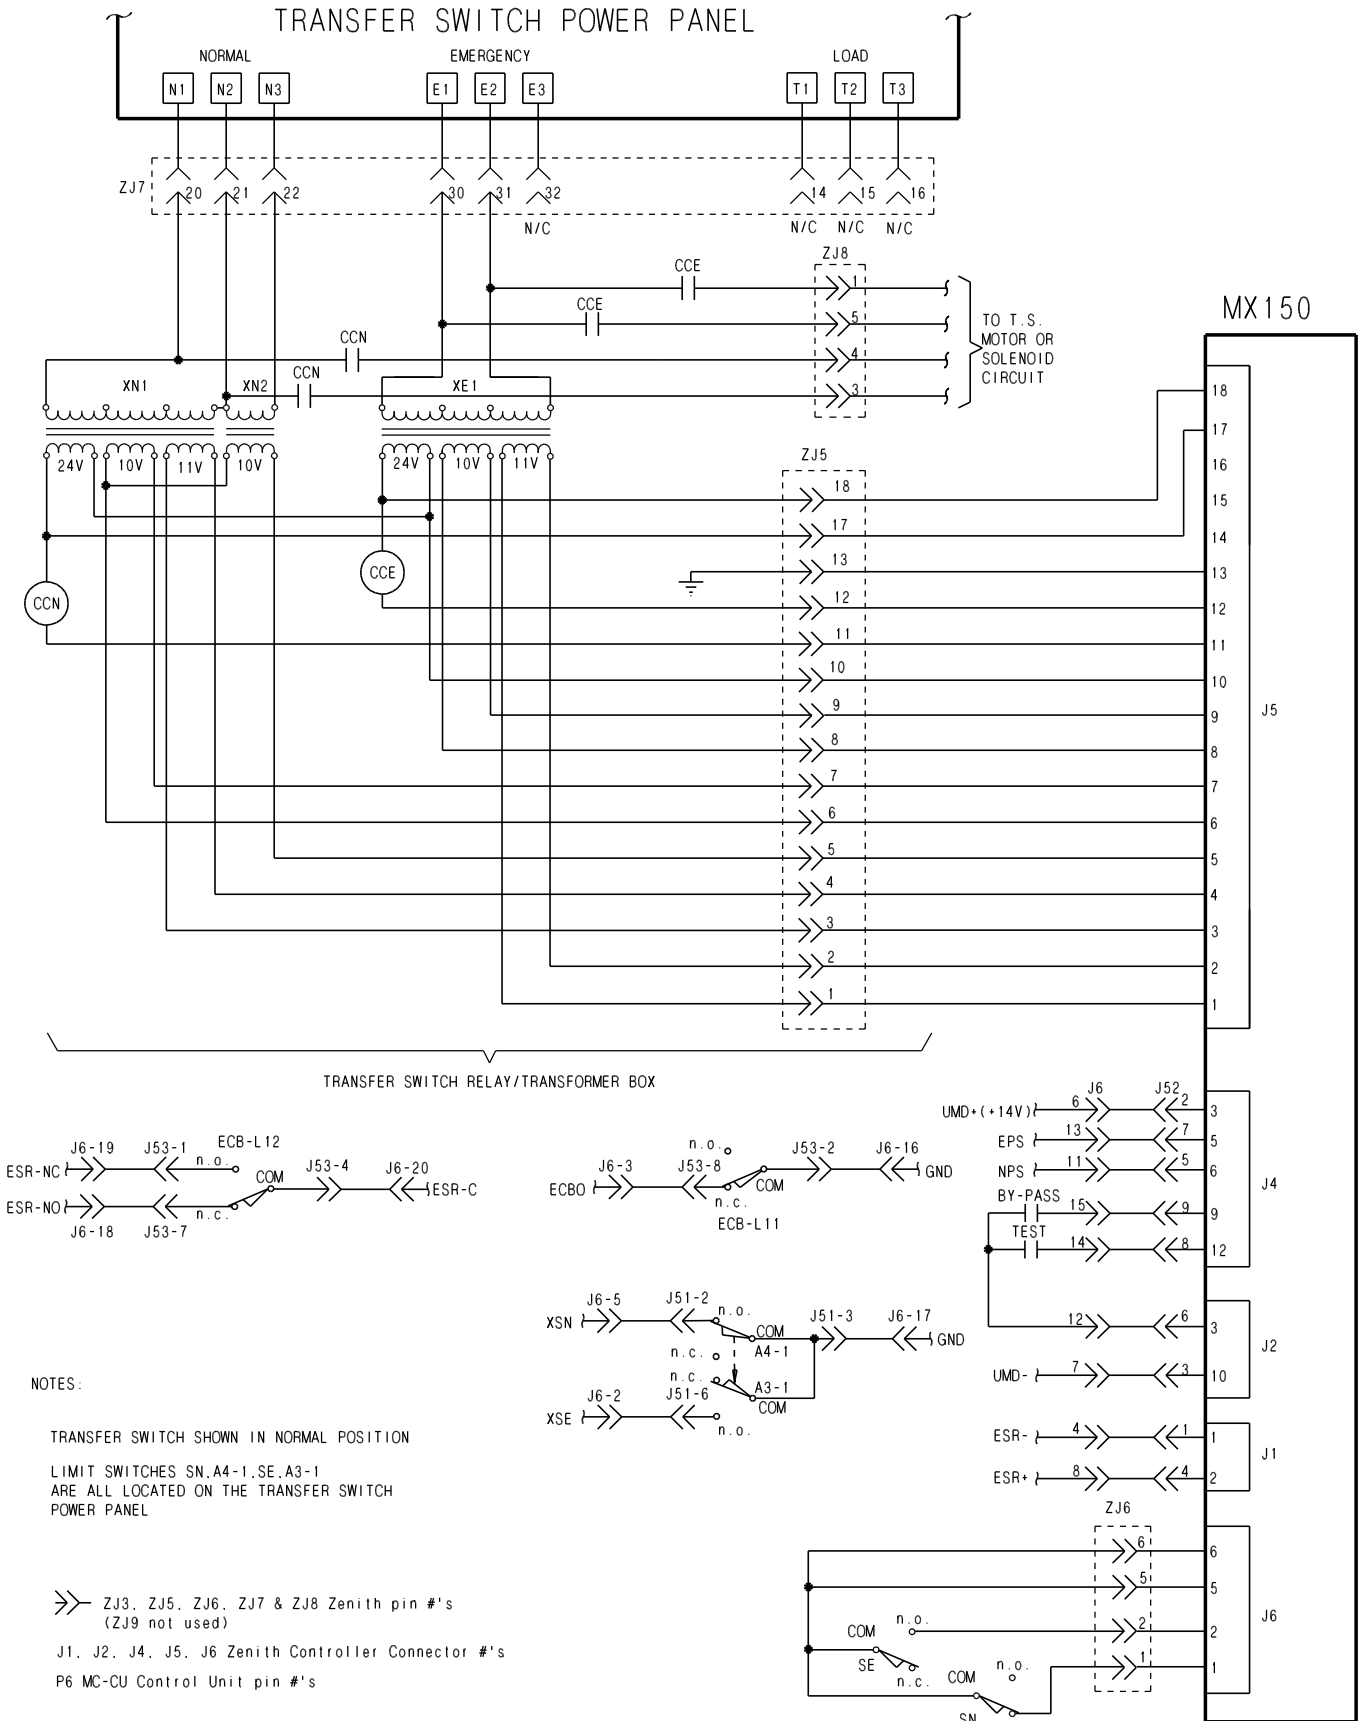 TRANSFER SWITCH POWER PANEL
NORMAL EMERGENCY LOAD
N1 N2 N3 E1 E2 E3 T1 T2 T3
ZJ7 20 21 22 30 31 32 14 15 16
N/C N/C N/C N/C
ZJ8
CCE 1
CCE 5
CCN 4
CCN 3
TO T.S.
MOTOR OR
SOLENOID
CIRCUIT
MX150
XN1 XN2 XE1
24V 10V 11V 10V 24V 10V 11V
CCN CCE
ZJ5
18
17
13
12
11
10
9
8
7
6
5
4
3
2
1
18
17
16
15
14
13
12
11
10
9
8
7
6
5
4
3
2
1
J5
TRANSFER SWITCH RELAY/TRANSFORMER BOX
J6 J52
UMD+(+14V) 6 2 3
EPS 13 7 5
NPS 11 5 6
BY-PASS 15 9 9
TEST 14 8 12
J4
12 6 3
UMD- 7 3 10
J2
ESR- 4 1 1
ESR+ 8 4 2
J1
ECB-L12
ESR-NC J6-19 J53-1 n.o.
COM J53-4 J6-20 ESR-C
ESR-NO J6-18 J53-7 n.c.
n.o. J53-2 J6-16 GND
ECBO J6-3 J53-8 COM
n.c.
ECB-L11
XSN J6-5 J51-2 n.o.
COM J51-3 J6-17 GND
A4-1
n.c.
n.c.
A3-1
COM
XSE J6-2 J51-6 n.o.
ZJ6
6 6
5 5
2 2
1 1
J6
COM n.o.
SE n.c.
COM n.o.
SN
NOTES:
TRANSFER SWITCH SHOWN IN NORMAL POSITION
LIMIT SWITCHES SN,A4-1,SE,A3-1
ARE ALL LOCATED ON THE TRANSFER SWITCH
POWER PANEL
ZJ3, ZJ5, ZJ6, ZJ7 & ZJ8 Zenith pin #'s
(ZJ9 not used)
J1, J2, J4, J5, J6 Zenith Controller Connector #'s
P6 MC-CU Control Unit pin #'s